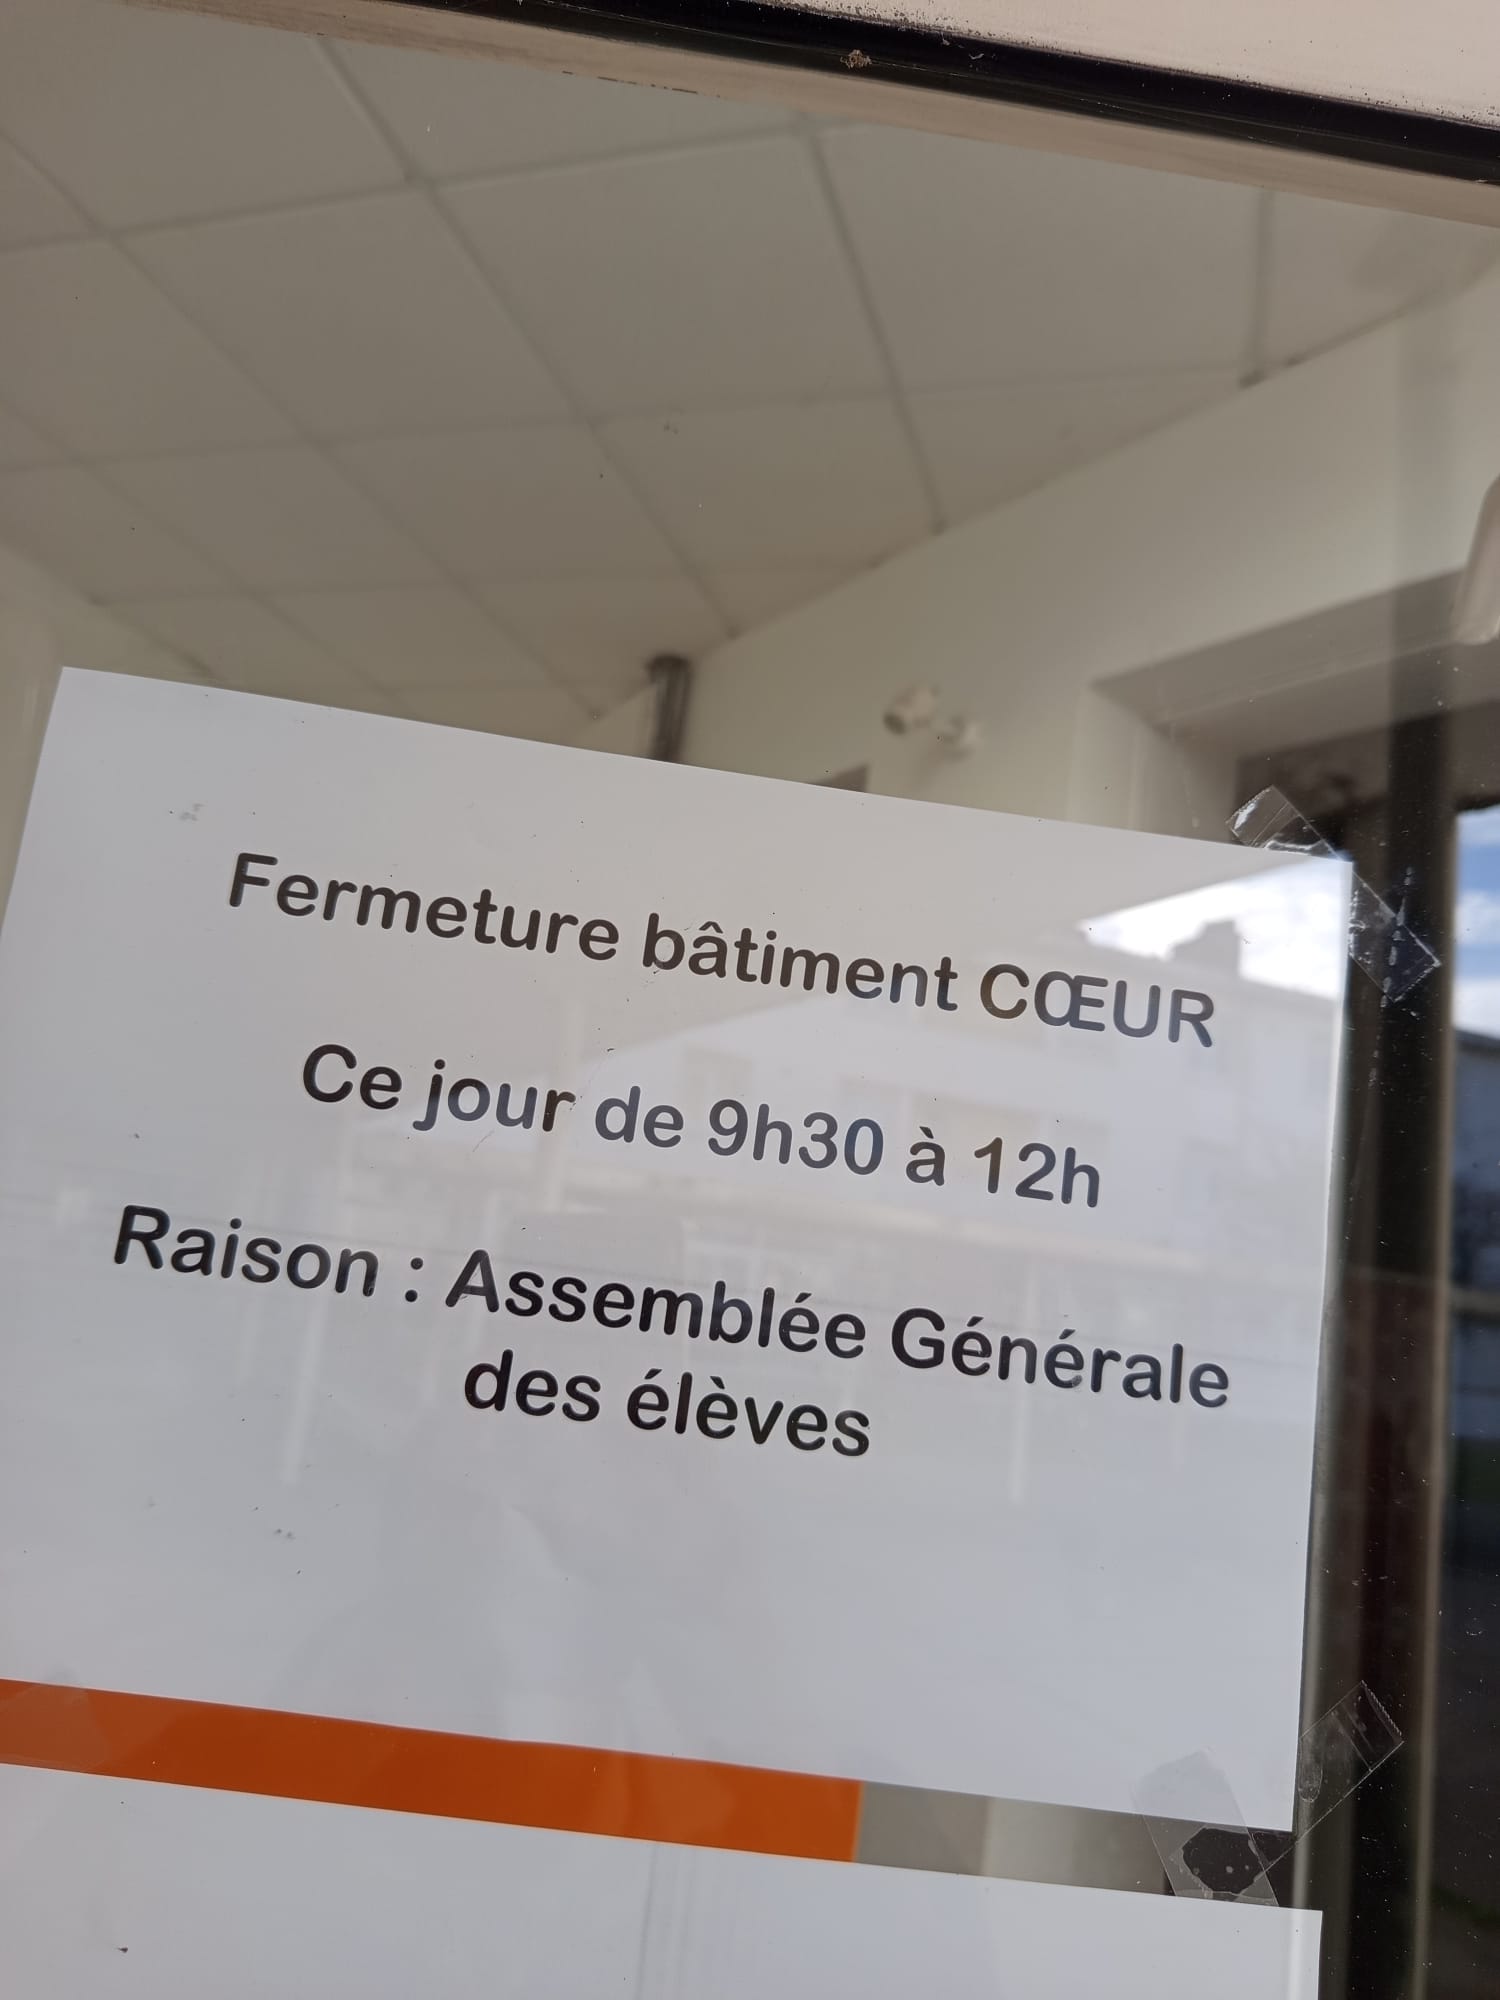 Fermeture bâtiment CŒUR
Ce jour de 9h30 à 12h
Raison : Assemblée Générale
des élèves